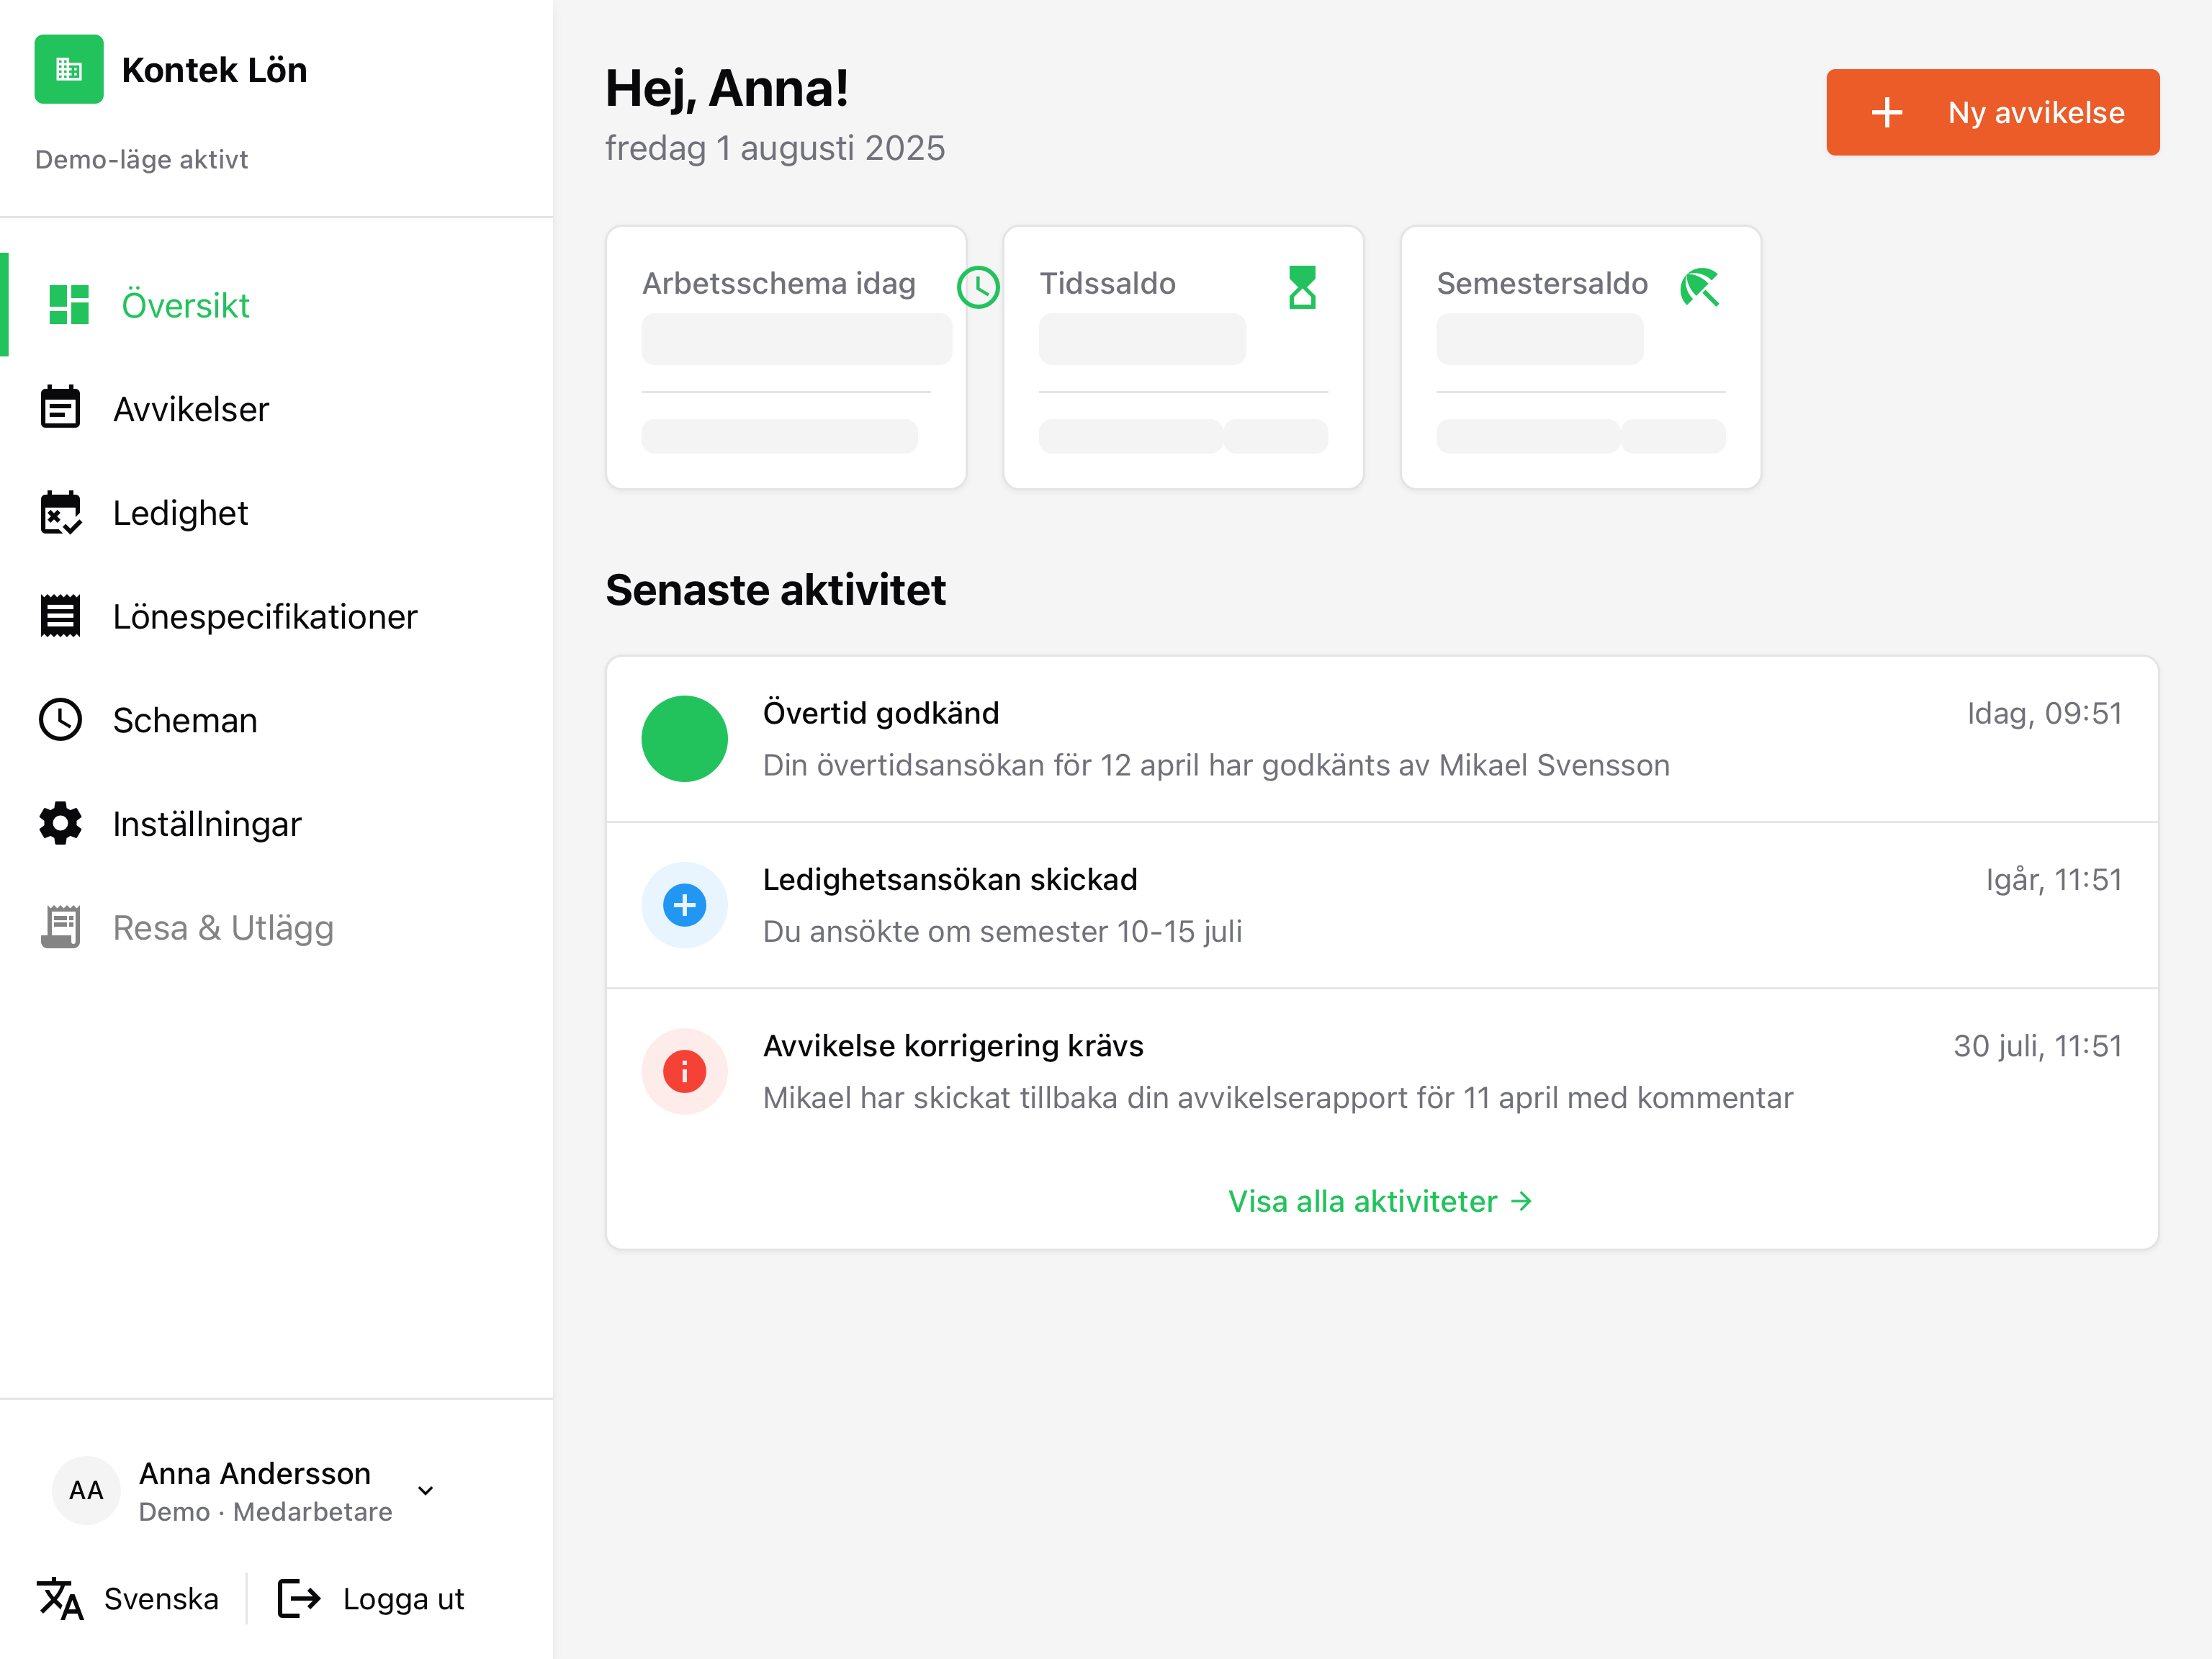 Kontek Lön
Demo-läge aktivt
Översikt
Avvikelser
Ledighet
Lönespecifikationer
Scheman
Inställningar
Resa & Utlägg
AA
Anna Andersson
Demo · Medarbetare
Svenska
Logga ut
Hej, Anna!
fredag 1 augusti 2025
Ny avvikelse
Arbetsschema idag
Tidssaldo
Semestersaldo
Senaste aktivitet
Övertid godkänd
Idag, 09:51
Din övertidsansökan för 12 april har godkänts av Mikael Svensson
Ledighetsansökan skickad
Igår, 11:51
Du ansökte om semester 10-15 juli
Avvikelse korrigering krävs
30 juli, 11:51
Mikael har skickat tillbaka din avvikelserapport för 11 april med kommentar
Visa alla aktiviteter →